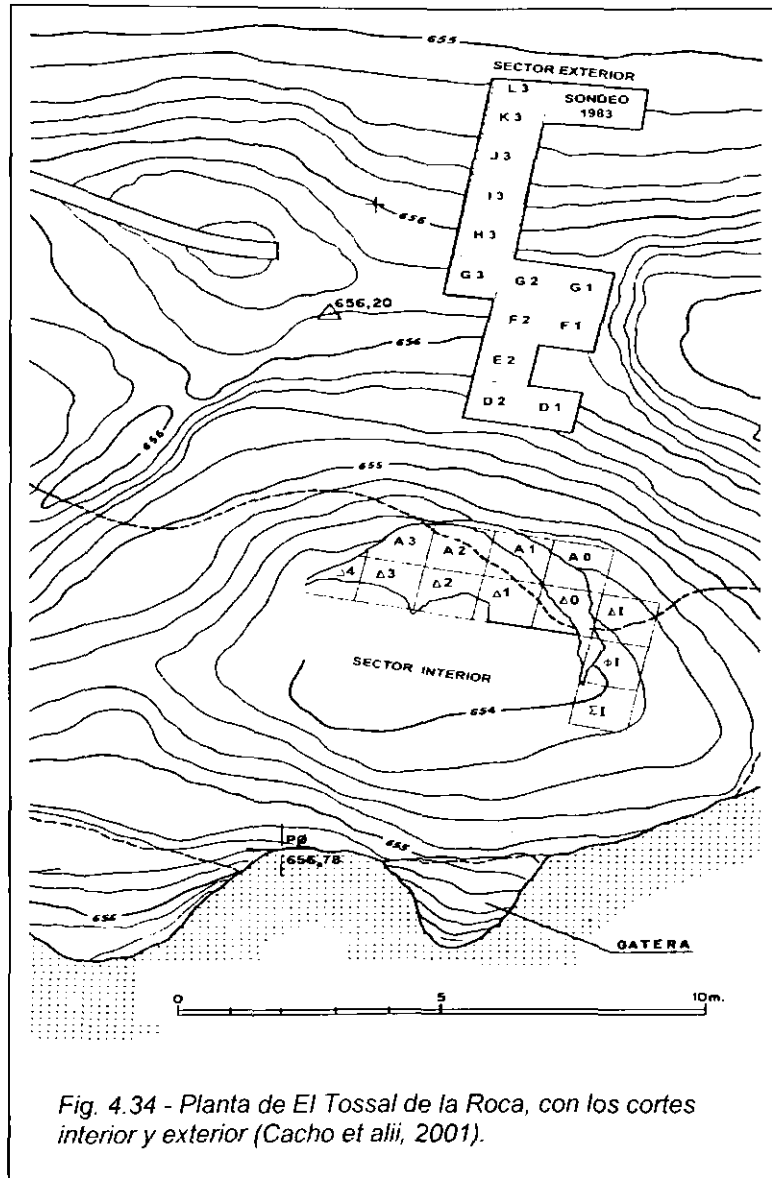 655
SECTOR EXTERIOR
L 3
SONDEO
1983
K 3
J 3
I 3
656
H 3
G 3
G 2
G 1
656,20
F 2
F 1
656
E 2
D 2
D 1
656
655
A 3
A 2
A 1
A 0
Δ4
Δ3
Δ2
Δ1
Δ0
ΔI
SECTOR INTERIOR
ΦI
654
ΣI
PØ
655
656,78
656
GATERA
0
5
10m.
Fig. 4.34 - Planta de El Tossal de la Roca, con los cortes
interior y exterior (Cacho et alii, 2001).